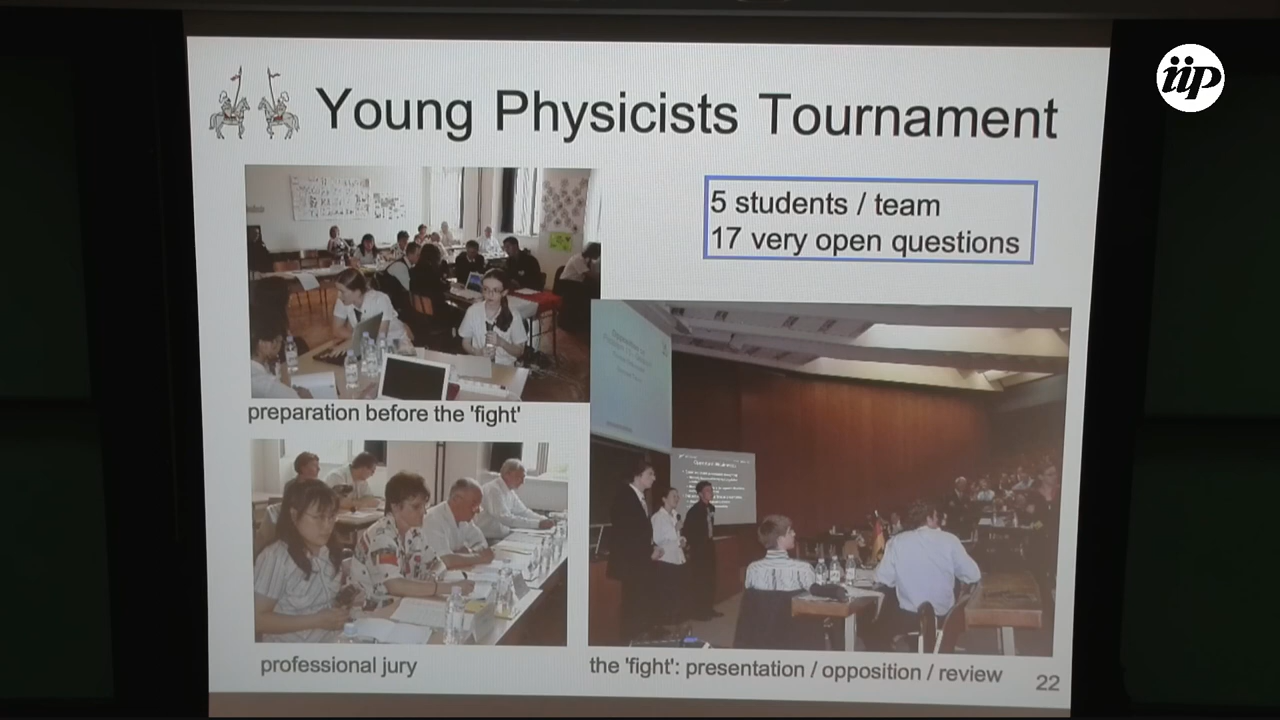 Young Physicists Tournament
iip
5 students / team
17 very open questions
preparation before the 'fight'
professional jury
the 'fight': presentation / opposition / review
22